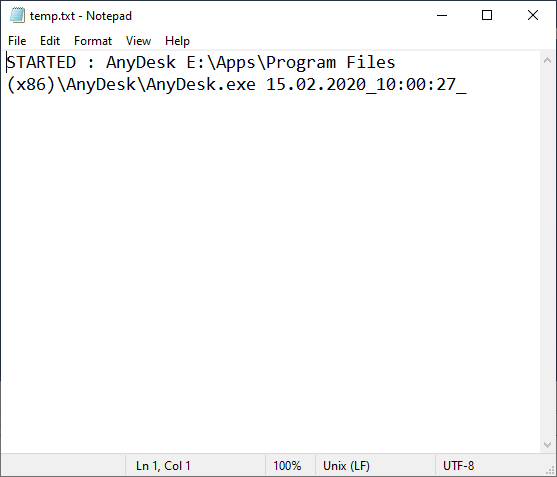 temp.txt - Notepad
File Edit Format View Help
STARTED : AnyDesk E:\Apps\Program Files
(x86)\AnyDesk\AnyDesk.exe 15.02.2020_10:00:27_
Ln 1, Col 1 100% Unix (LF) UTF-8